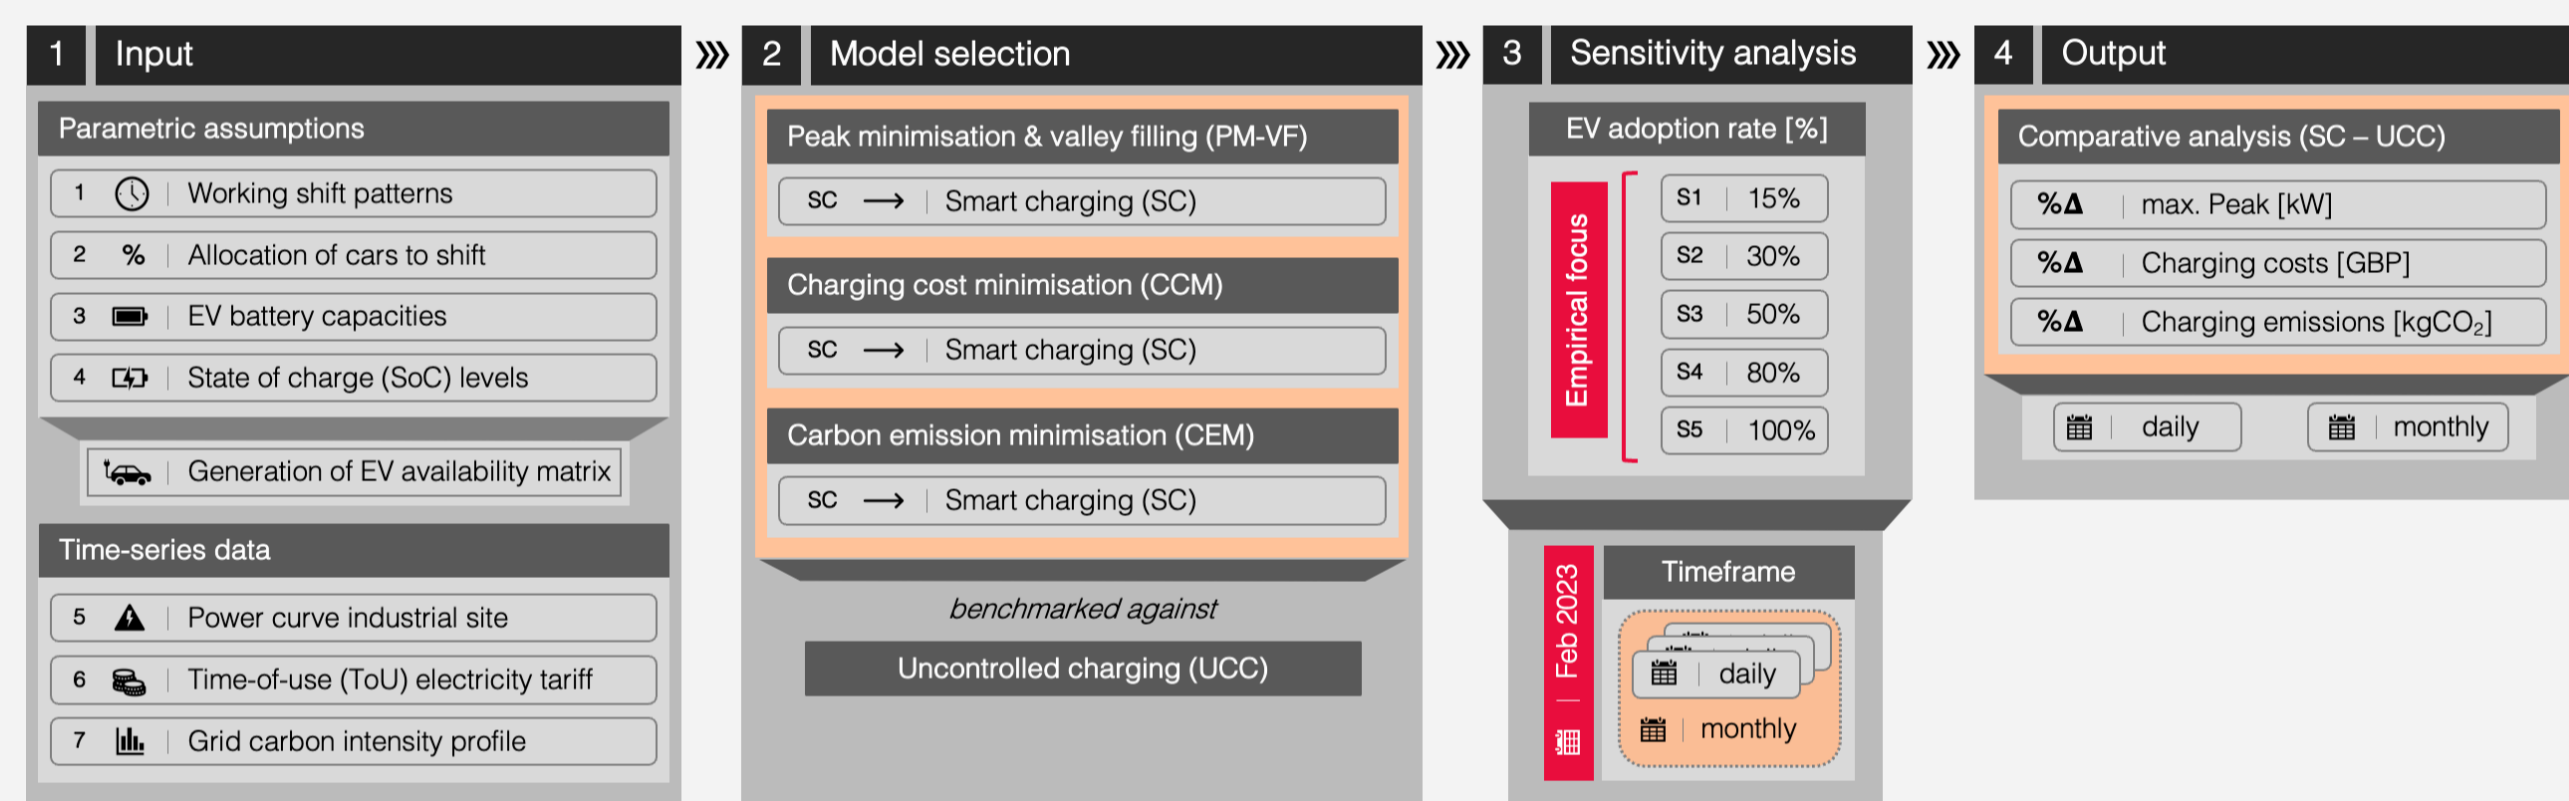 1 Input
Parametric assumptions
1 Working shift patterns
2 % Allocation of cars to shift
3 EV battery capacities
4 State of charge (SoC) levels
Generation of EV availability matrix
Time-series data
5 Power curve industrial site
6 Time-of-use (ToU) electricity tariff
7 Grid carbon intensity profile
2 Model selection
Peak minimisation & valley filling (PM-VF)
SC → Smart charging (SC)
Charging cost minimisation (CCM)
SC → Smart charging (SC)
Carbon emission minimisation (CEM)
SC → Smart charging (SC)
benchmarked against
Uncontrolled charging (UCC)
3 Sensitivity analysis
EV adoption rate [%]
Empirical focus
S1 15%
S2 30%
S3 50%
S4 80%
S5 100%
Feb 2023
Timeframe
daily
monthly
4 Output
Comparative analysis (SC – UCC)
%Δ max. Peak [kW]
%Δ Charging costs [GBP]
%Δ Charging emissions [kgCO₂]
daily
monthly